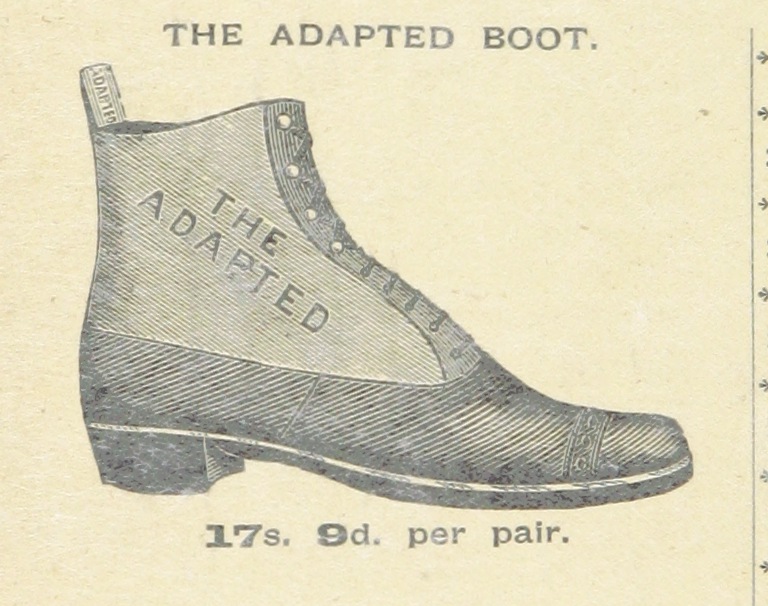 THE ADAPTED BOOT.
ADAPTED
THE
ADAPTED
17s. 9d. per pair.